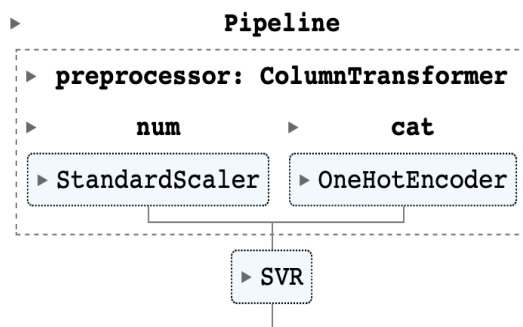 Pipeline
preprocessor: ColumnTransformer
num cat
StandardScaler OneHotEncoder
SVR